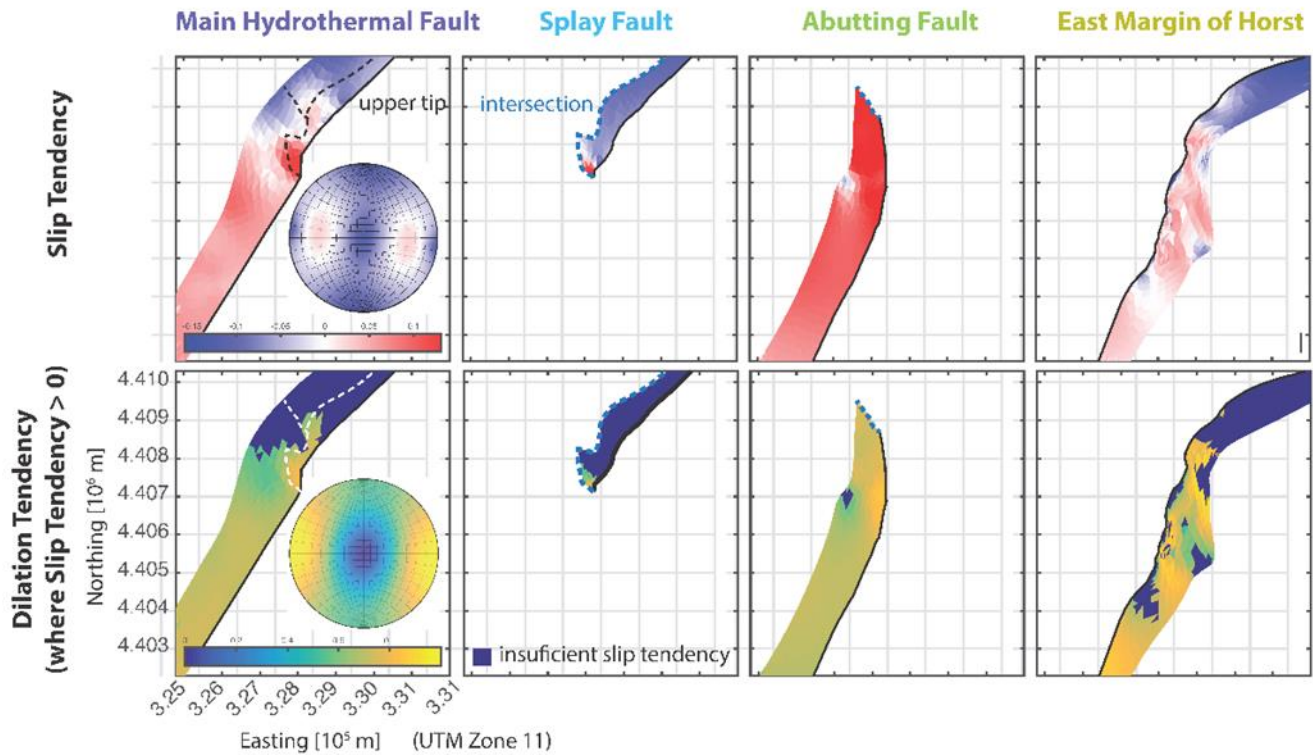 Main Hydrothermal Fault
Splay Fault
Abutting Fault
East Margin of Horst
Slip Tendency
upper tip
intersection
-0.15 -0.1 -0.05 0 0.05 0.1
Dilation Tendency
(where Slip Tendency > 0)
Northing [10⁶ m]
4.410
4.409
4.408
4.407
4.406
4.405
4.404
4.403
0 0.2 0.4
insuficient slip tendency
3.25 3.26 3.27 3.28 3.29 3.30 3.31 3.31
Easting [10⁵ m] (UTM Zone 11)